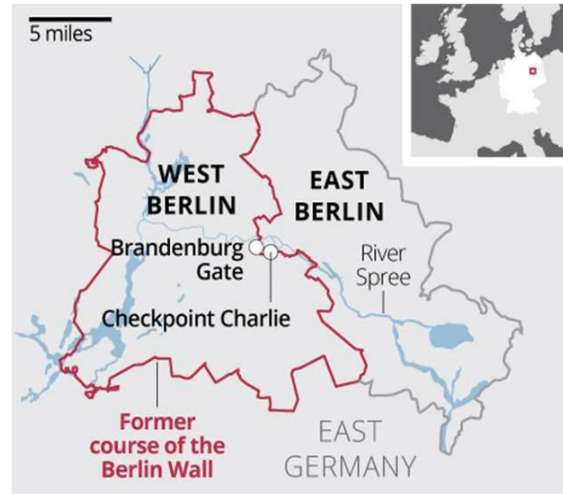 5 miles
WEST
BERLIN
EAST
BERLIN
Brandenburg
Gate
River
Spree
Checkpoint Charlie
Former
course of the
Berlin Wall
EAST
GERMANY